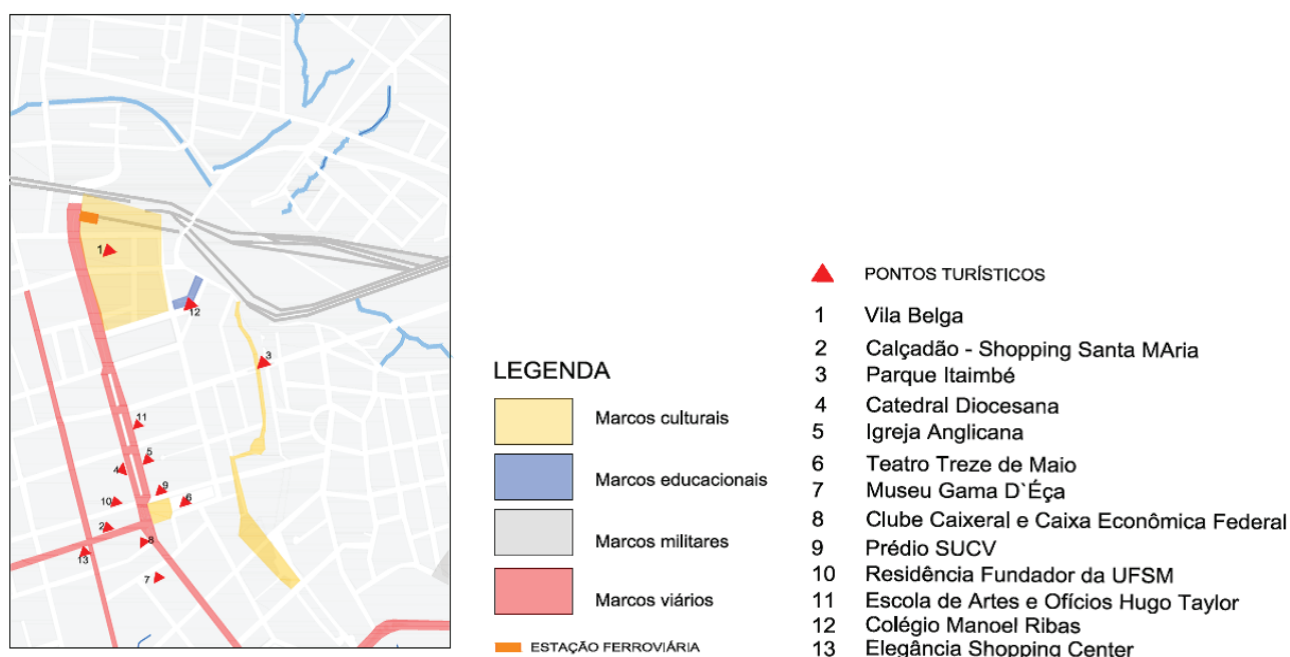 1
12
3
11
5
4
9
10
6
2
8
13
7
LEGENDA
Marcos culturais
Marcos educacionais
Marcos militares
Marcos viários
ESTAÇÃO FERROVIÁRIA
PONTOS TURÍSTICOS
1 Vila Belga
2 Calçadão - Shopping Santa MAria
3 Parque Itaimbé
4 Catedral Diocesana
5 Igreja Anglicana
6 Teatro Treze de Maio
7 Museu Gama D`Éça
8 Clube Caixeral e Caixa Econômica Federal
9 Prédio SUCV
10 Residência Fundador da UFSM
11 Escola de Artes e Ofícios Hugo Taylor
12 Colégio Manoel Ribas
13 Elegância Shopping Center